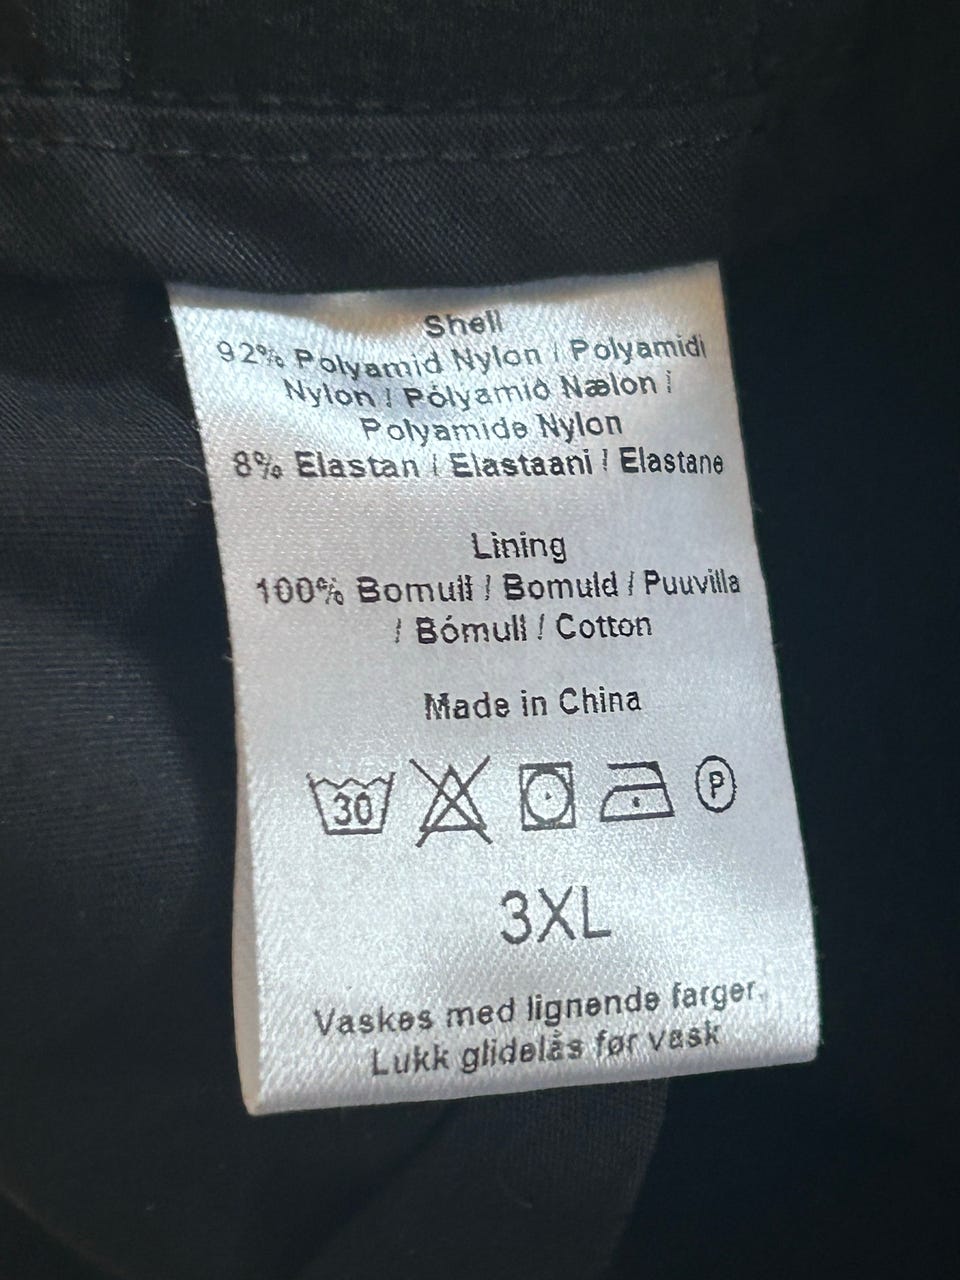 Shell
92% Polyamid Nylon / Polyamidi
Nylon / Pólyamið Nælon /
Polyamide Nylon
8% Elastan / Elastaani / Elastane
Lining
100% Bomull / Bomuld / Puuvilla
/ Bómull / Cotton
Made in China
30 P
3XL
Vaskes med lignende farger.
Lukk glidelås før vask